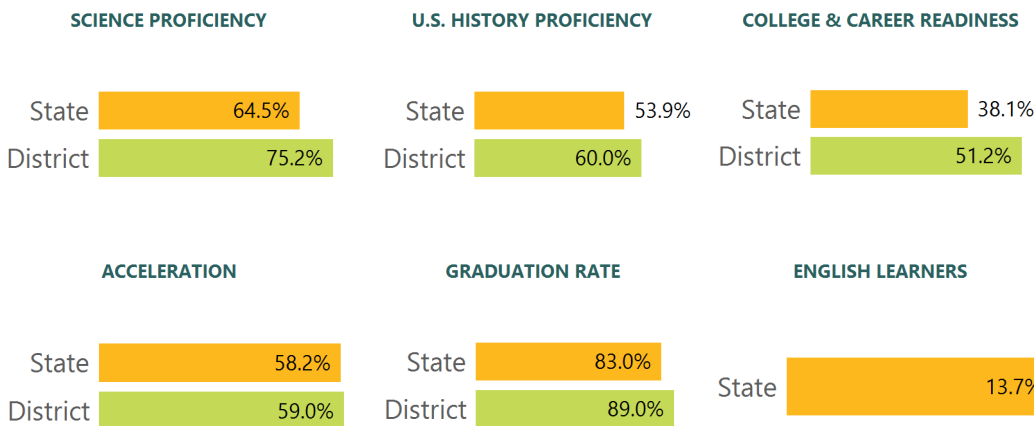 SCIENCE PROFICIENCY
State 64.5%
District 75.2%
U.S. HISTORY PROFICIENCY
State 53.9%
District 60.0%
COLLEGE & CAREER READINESS
State 38.1%
District 51.2%
ACCELERATION
State 58.2%
District 59.0%
GRADUATION RATE
State 83.0%
District 89.0%
ENGLISH LEARNERS
State 13.7%